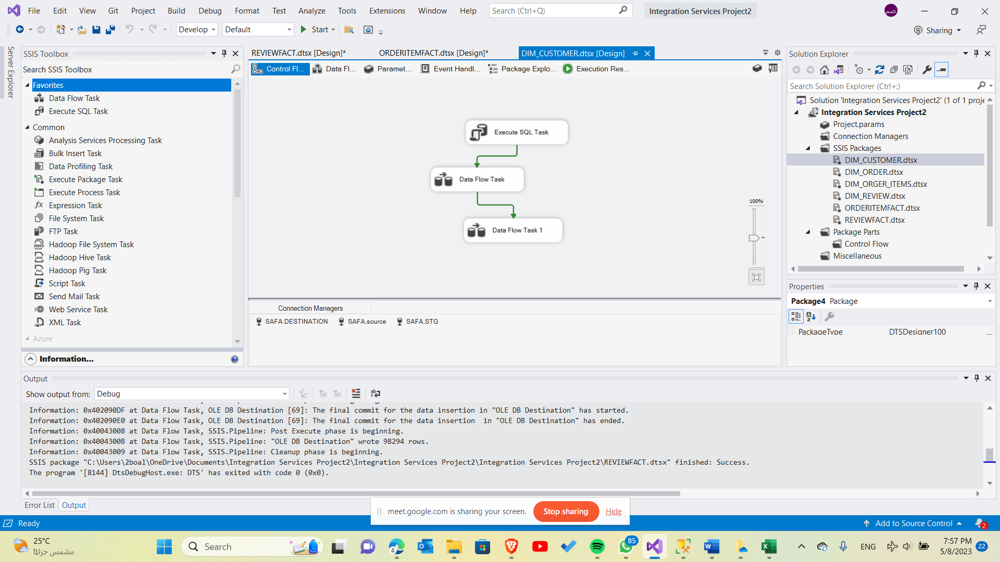 File Edit View Git Project Build Debug Format Test Analyze Tools Extensions Window Help Search (Ctrl+Q) Integration Services Project2 صم
Develop Default Start Sharing
Server Explorer
SSIS Toolbox
Search SSIS Toolbox
Favorites
Data Flow Task
Execute SQL Task
Common
Analysis Services Processing Task
Bulk Insert Task
Data Profiling Task
Execute Package Task
Execute Process Task
Expression Task
File System Task
FTP Task
Hadoop File System Task
Hadoop Hive Task
Hadoop Pig Task
Script Task
Send Mail Task
Web Service Task
XML Task
Azure
Information...
REVIEWFACT.dtsx [Design]* ORDERITEMFACT.dtsx [Design]* DIM_CUSTOMER.dtsx [Design]
Control Fl... Data Fl... Paramet... Event Handl... Package Explo... Execution Res...
Execute SQL Task
Data Flow Task
Data Flow Task 1
100%
Connection Managers
SAFA.DESTINATION SAFA.source SAFA.STG
Solution Explorer
Search Solution Explorer (Ctrl+;)
Solution 'Integration Services Project2' (1 of 1 proje
Integration Services Project2
Project.params
Connection Managers
SSIS Packages
DIM_CUSTOMER.dtsx
DIM_ORDER.dtsx
DIM_ORGER_ITEMS.dtsx
DIM_REVIEW.dtsx
ORDERITEMFACT.dtsx
REVIEWFACT.dtsx
Package Parts
Control Flow
Miscellaneous
Properties
Package4 Package
PackageType DTSDesigner100
Output
Show output from: Debug
Information: 0x402090DF at Data Flow Task, OLE DB Destination [69]: The final commit for the data insertion in "OLE DB Destination" has started.
Information: 0x402090E0 at Data Flow Task, OLE DB Destination [69]: The final commit for the data insertion  in "OLE DB Destination" has ended.
Information: 0x40043008 at Data Flow Task, SSIS.Pipeline: Post Execute phase is beginning.
Information: 0x4004300B at Data Flow Task, SSIS.Pipeline: "OLE DB Destination" wrote 98294 rows.
Information: 0x40043009 at Data Flow Task, SSIS.Pipeline: Cleanup phase is beginning.
SSIS package "C:\Users\2boal\OneDrive\Documents\Integration Services Project2\Integration Services Project2\Integration Services Project2\REVIEWFACT.dtsx" finished: Success.
The program '[8144] DtsDebugHost.exe: DTS' has exited with code 0 (0x0).
Error List Output
meet.google.com is sharing your screen. Stop sharing Hide
Ready Add to Source Control 2
25°C
مشمس جزئيًا
Search 85 ENG
7:57 PM
5/8/2023 22